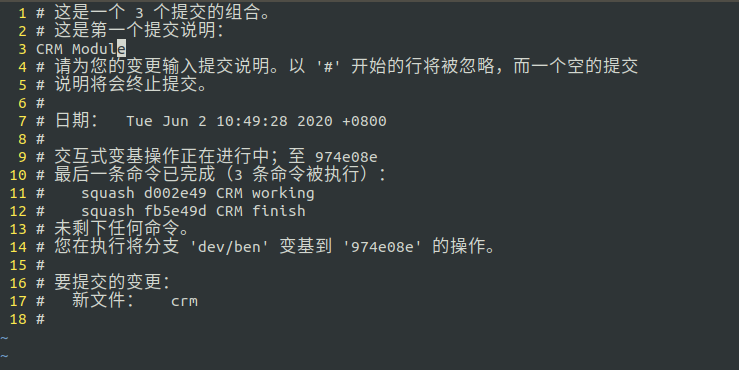 1 # 这是一个 3 个提交的组合。
2 # 这是第一个提交说明：
3 CRM Module
4 # 请为您的变更输入提交说明。以 '#' 开始的行将被忽略，而一个空的提交
5 # 说明将会终止提交。
6 #
7 # 日期：  Tue Jun 2 10:49:28 2020 +0800
8 #
9 # 交互式变基操作正在进行中；至 974e08e
10 # 最后一条命令已完成（3 条命令被执行）：
11 #    squash d002e49 CRM working
12 #    squash fb5e49d CRM finish
13 # 未剩下任何命令。
14 # 您在执行将分支 'dev/ben' 变基到 '974e08e' 的操作。
15 #
16 # 要提交的变更：
17 #   新文件：   crm
18 #
~
~